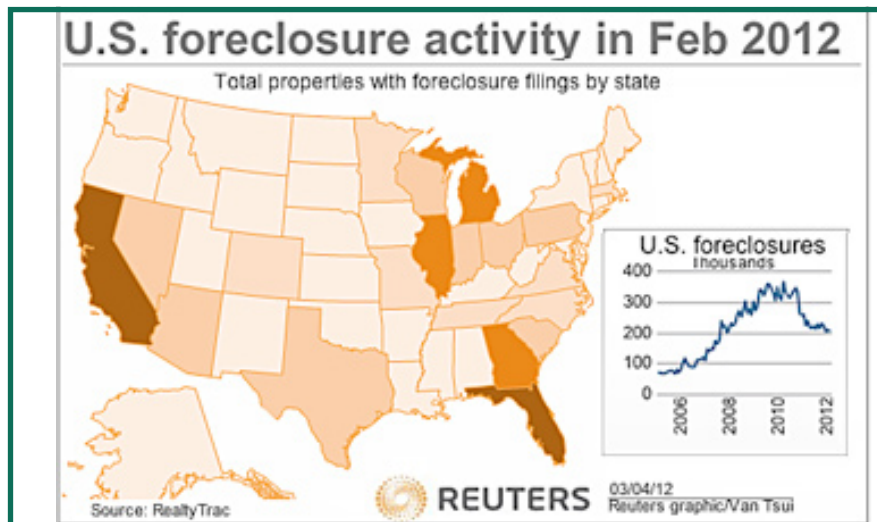 U.S. foreclosure activity in Feb 2012
Total properties with foreclosure filings by state
U.S. foreclosures
Thousands
400
300
200
100
0
2006
2008
2010
2012
Source: RealtyTrac
REUTERS
03/04/12
Reuters graphic/Van Tsui